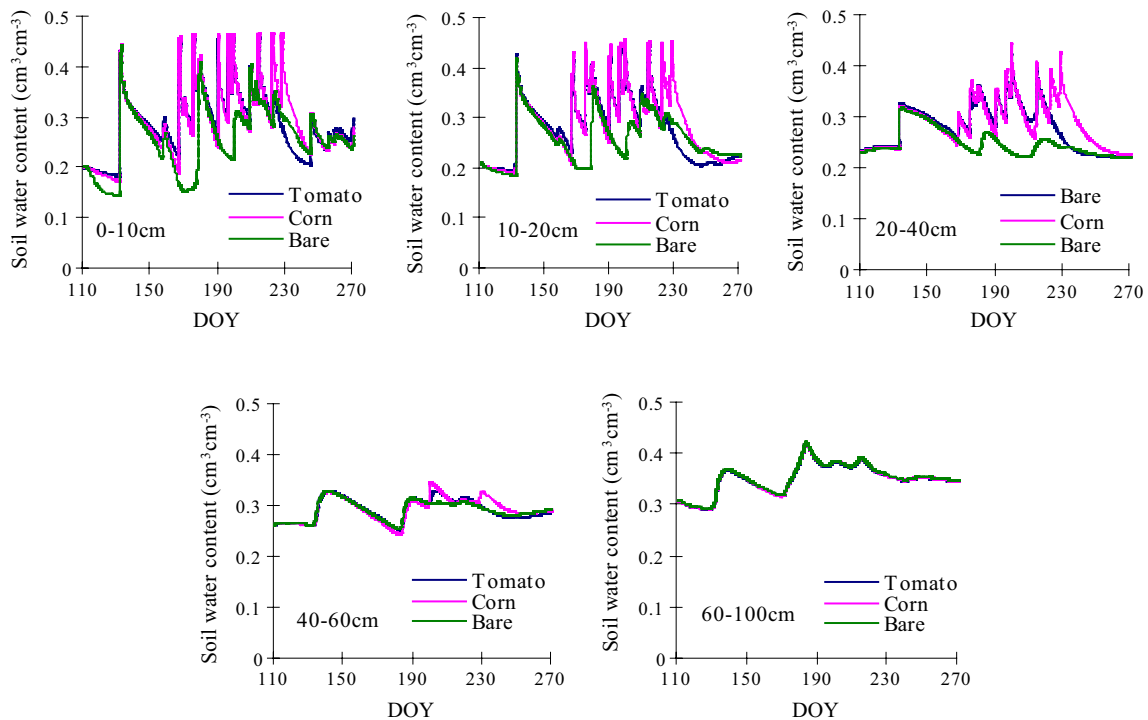 Soil water content (cm³cm⁻³)
0.5
0.4
0.3
0.2
0.1
0
Tomato
Corn
Bare
0-10cm
110 150 190 230 270
DOY
Soil water content (cm³cm⁻³)
0.5
0.4
0.3
0.2
0.1
0
Tomato
Corn
Bare
10-20cm
110 150 190 230 270
DOY
Soil water content (cm³cm⁻³)
0.5
0.4
0.3
0.2
0.1
0
Bare
Corn
Bare
20-40cm
110 150 190 230 270
DOY
Soil water content (cm³cm⁻³)
0.5
0.4
0.3
0.2
0.1
0
Tomato
Corn
Bare
40-60cm
110 150 190 230 270
DOY
Soil water content (cm³cm⁻³)
0.5
0.4
0.3
0.2
0.1
0
Tomato
Corn
Bare
60-100cm
110 150 190 230 270
DOY